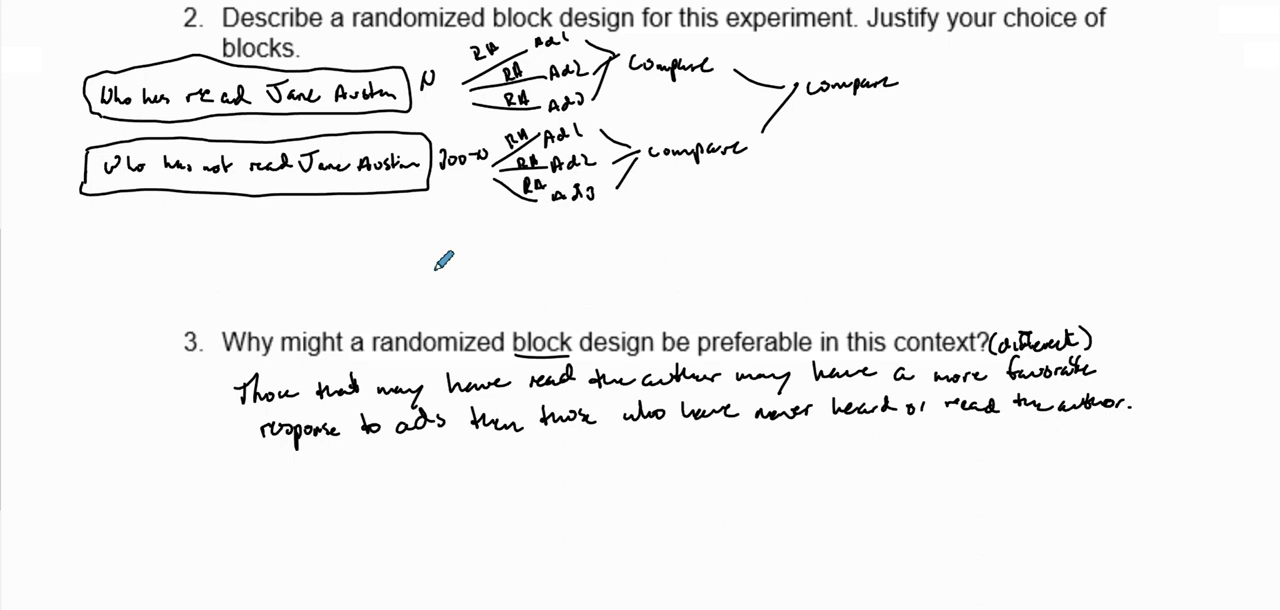 2. Describe a randomized block design for this experiment. Justify your choice of
blocks.
Who has read Jane Austen N
RA Ad1
RA Ad2
RA Ad3
compare
compare
Who has not read Jane Austin 300-N
RA Ad1
RA Ad2
RA Ad3
compare
3. Why might a randomized block design be preferable in this context? (different)
Those that may have read the author may have a more favorable
response to ads then those who have never heard or read the author.